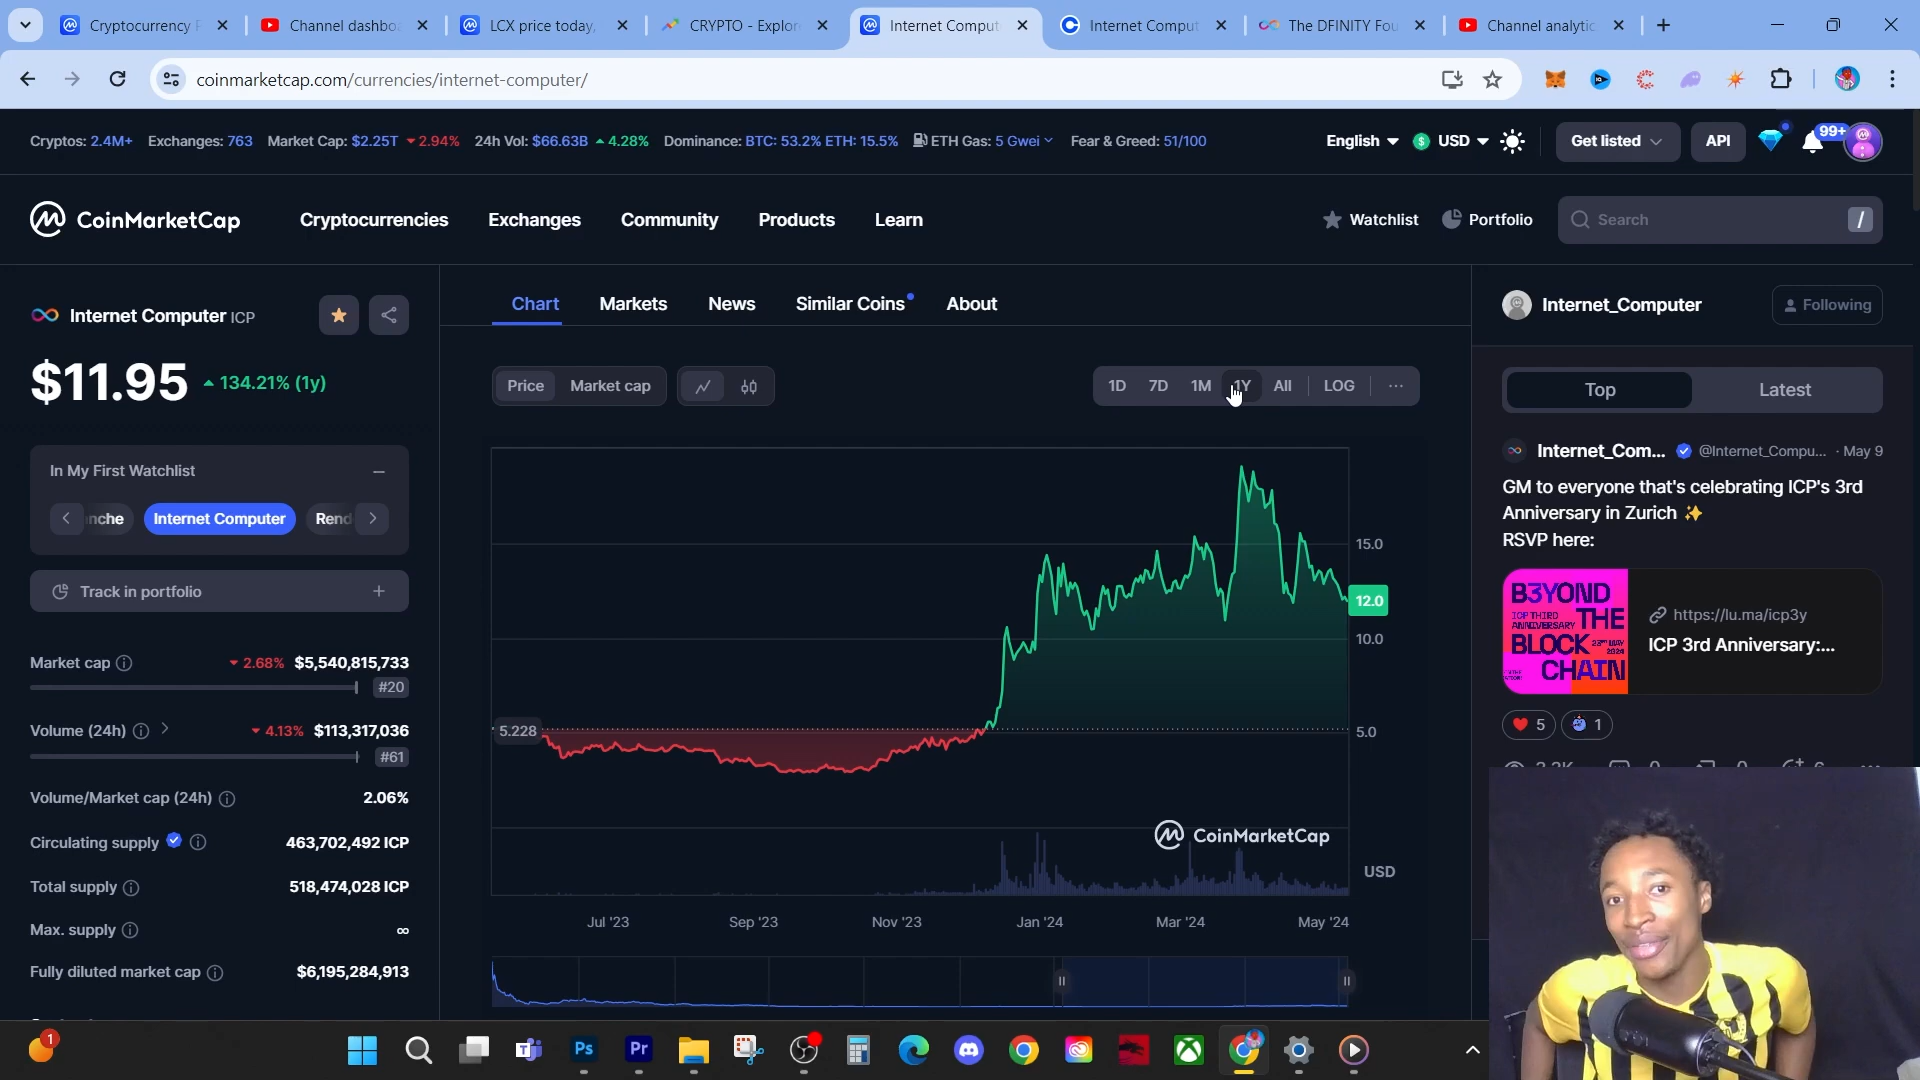 Cryptocurrency
Channel dashbo
LCX price today,
CRYPTO - Explor
Internet Comput
Internet Comput
The DFINITY Fou
Channel analytic
coinmarketcap.com/currencies/internet-computer/
Cryptos: 2.4M+ Exchanges: 763 Market Cap: $2.25T 2.94% 24h Vol: $66.63B 4.28% Dominance: BTC: 53.2% ETH: 15.5% ETH Gas: 5 Gwei Fear & Greed: 51/100
English USD Get listed API 99+
CoinMarketCap
Cryptocurrencies Exchanges Community Products Learn
Watchlist Portfolio Search /
Internet Computer ICP
$11.95 134.21% (1y)
In My First Watchlist
nche Internet Computer Rend
Track in portfolio +
Market cap 2.68% $5,540,815,733
#20
Volume (24h) 4.13% $113,317,036
#61
Volume/Market cap (24h) 2.06%
Circulating supply 463,702,492 ICP
Total supply 518,474,028 ICP
Max. supply ∞
Fully diluted market cap $6,195,284,913
Chart Markets News Similar Coins About
Price Market cap
1D 7D 1M 1Y All LOG ...
15.0
12.0
10.0
5.228
5.0
CoinMarketCap
USD
Jul '23 Sep '23 Nov '23 Jan '24 Mar '24 May '24
Internet_Computer Following
Top Latest
Internet_Com... @Internet_Compu... · May 9
GM to everyone that's celebrating ICP's 3rd
Anniversary in Zurich ✨
RSVP here:
B3YOND
ICP THIRD
ANNIVERSARY THE
BLOCK
CHAIN
https://lu.ma/icp3y
ICP 3rd Anniversary:...
5 1
1
Ps
Pr